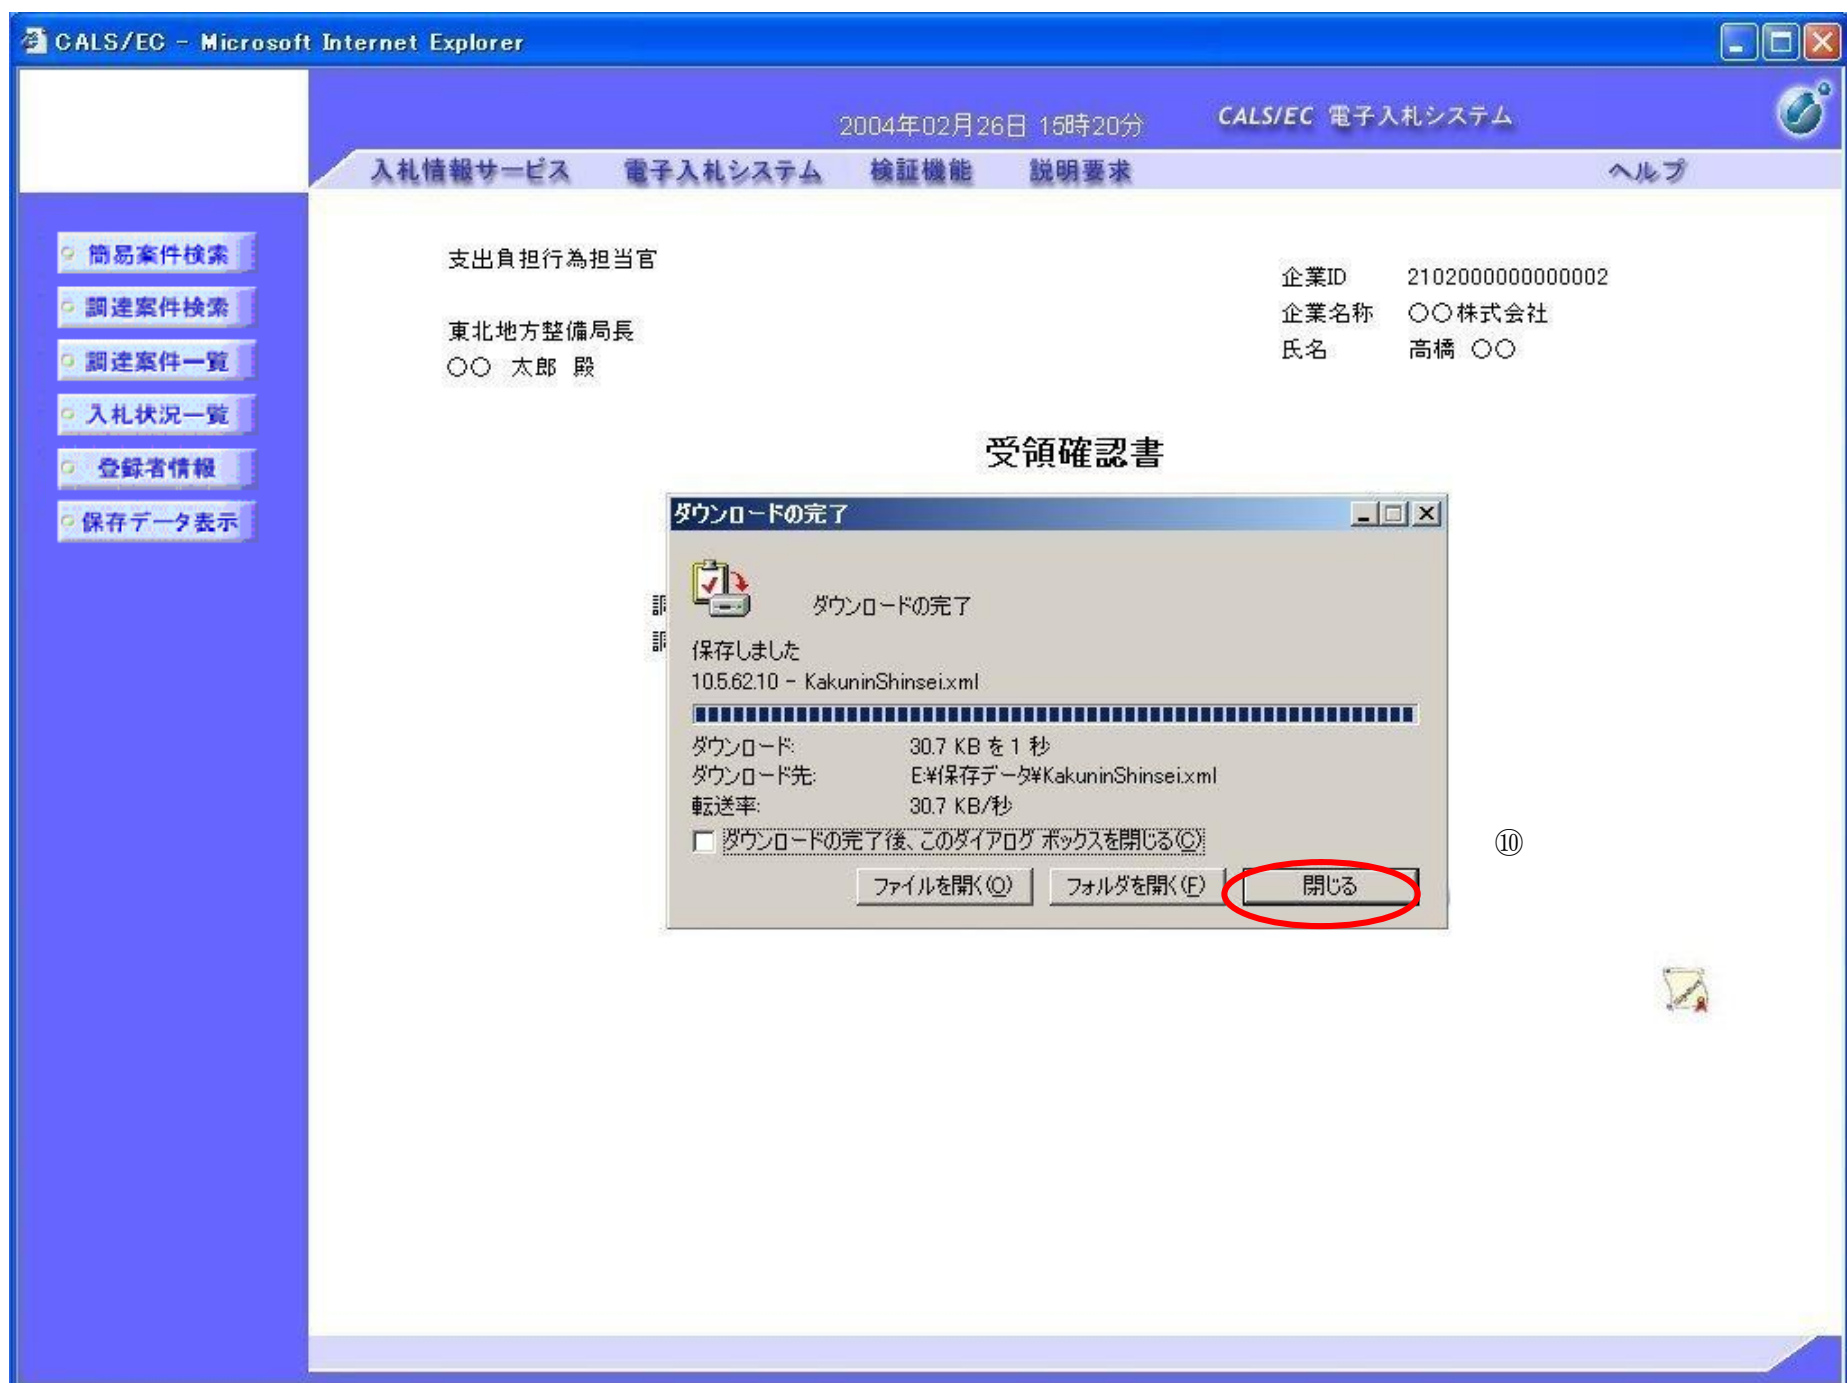 CALS/EC - Microsoft Internet Explorer
2004年02月26日 15時20分
CALS/EC 電子入札システム
入札情報サービス 電子入札システム 検証機能 説明要求 ヘルプ
簡易案件検索
調達案件検索
調達案件一覧
入札状況一覧
登録者情報
保存データ表示
支出負担行為担当官
東北地方整備局長
〇〇 太郎 殿
企業ID 2102000000000002
企業名称 〇〇株式会社
氏名 高橋 〇〇
受領確認書
調
調
ダウンロードの完了
ダウンロードの完了
保存しました
10.5.62.10 - KakuninShinsei.xml
ダウンロード: 30.7 KB を 1 秒
ダウンロード先: E:¥保存データ¥KakuninShinsei.xml
転送率: 30.7 KB/秒
ダウンロードの完了後、このダイアログ ボックスを閉じる(C)
ファイルを開く(O) フォルダを開く(F) 閉じる
⑩